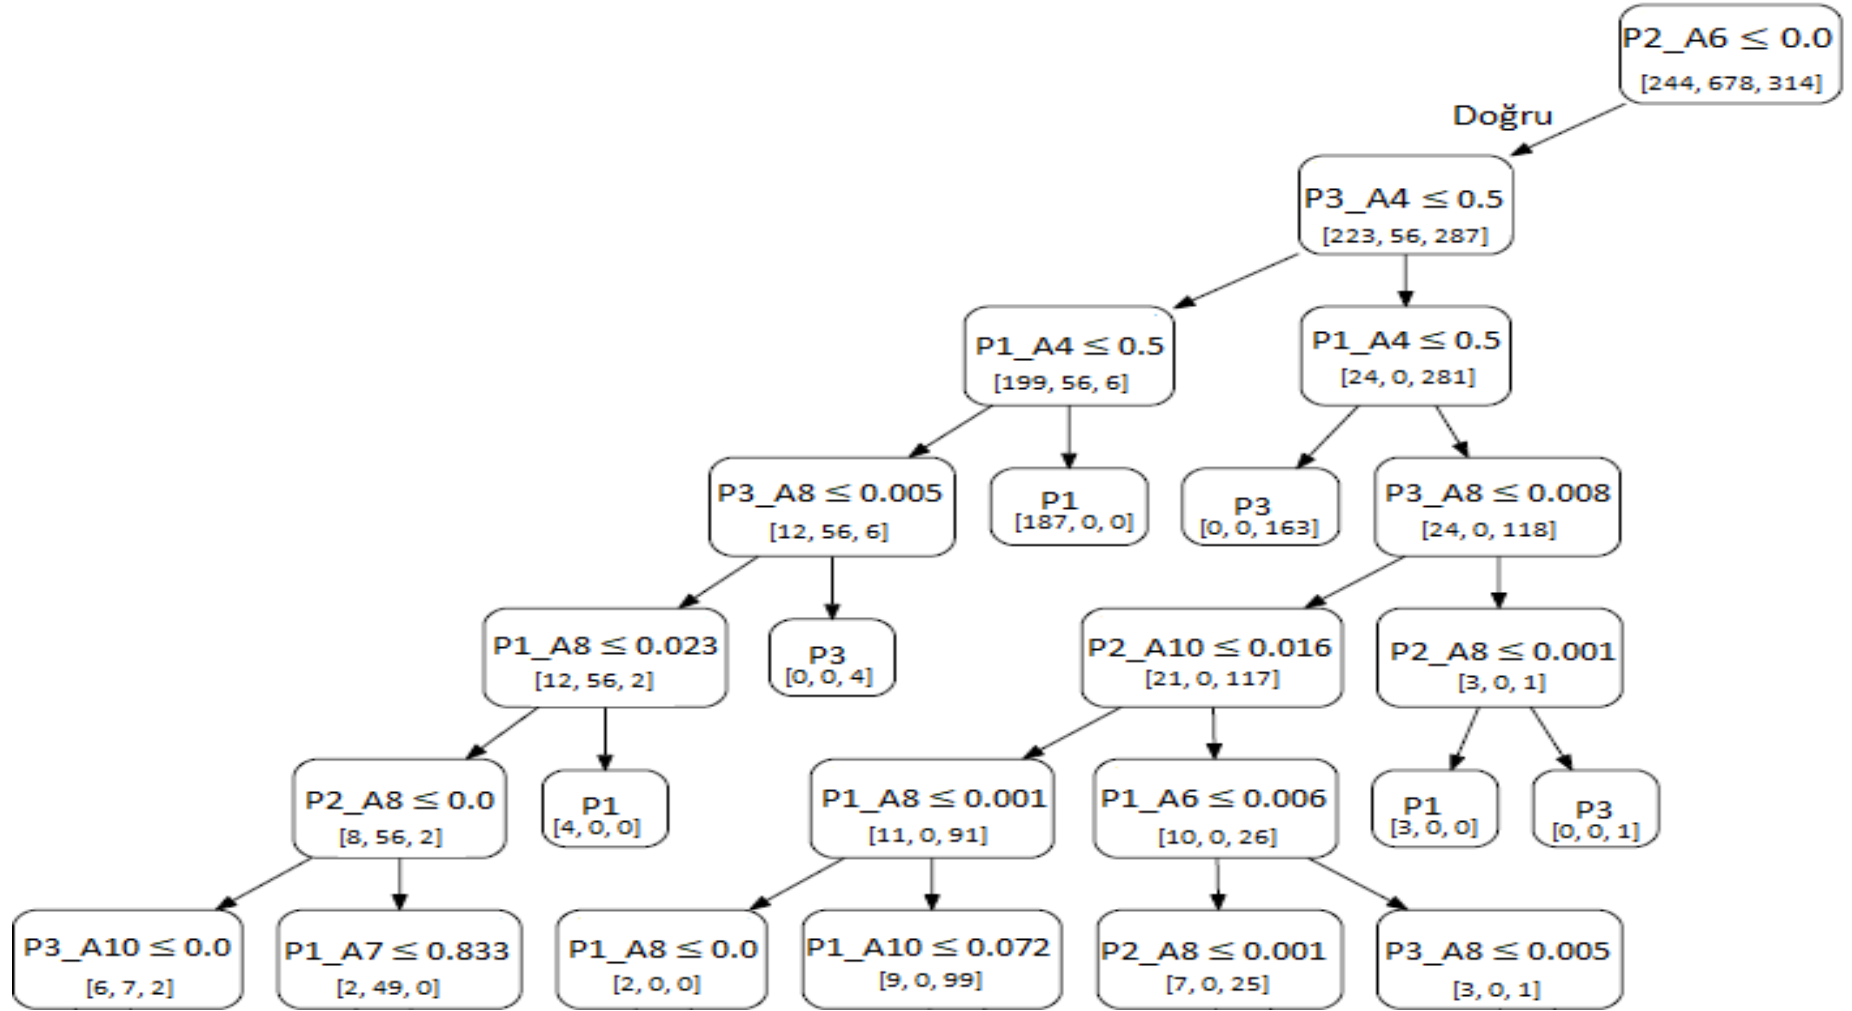 P2_A6 ≤ 0.0
[244, 678, 314]
Doğru
P3_A4 ≤ 0.5
[223, 56, 287]
P1_A4 ≤ 0.5
[199, 56, 6]
P1_A4 ≤ 0.5
[24, 0, 281]
P3_A8 ≤ 0.005
[12, 56, 6]
P1
[187, 0, 0]
P3
[0, 0, 163]
P3_A8 ≤ 0.008
[24, 0, 118]
P1_A8 ≤ 0.023
[12, 56, 2]
P3
[0, 0, 4]
P2_A10 ≤ 0.016
[21, 0, 117]
P2_A8 ≤ 0.001
[3, 0, 1]
P2_A8 ≤ 0.0
[8, 56, 2]
P1
[4, 0, 0]
P1_A8 ≤ 0.001
[11, 0, 91]
P1_A6 ≤ 0.006
[10, 0, 26]
P1
[3, 0, 0]
P3
[0, 0, 1]
P3_A10 ≤ 0.0
[6, 7, 2]
P1_A7 ≤ 0.833
[2, 49, 0]
P1_A8 ≤ 0.0
[2, 0, 0]
P1_A10 ≤ 0.072
[9, 0, 99]
P2_A8 ≤ 0.001
[7, 0, 25]
P3_A8 ≤ 0.005
[3, 0, 1]